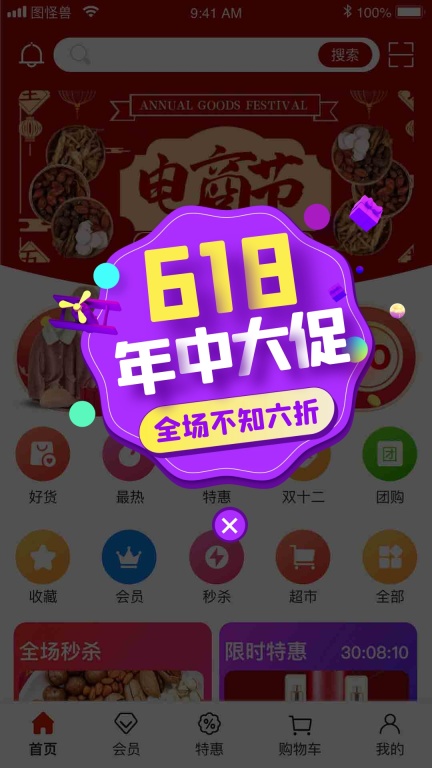 图怪兽
9:41 AM
100%
搜索
ANNUAL GOODS FESTIVAL
电商节
618
年中大促
全场不知六折
好货
最热
特惠
双十二
团购
收藏
会员
秒杀
超市
全部
全场秒杀
限时特惠
30:08:10
首页
会员
特惠
购物车
我的